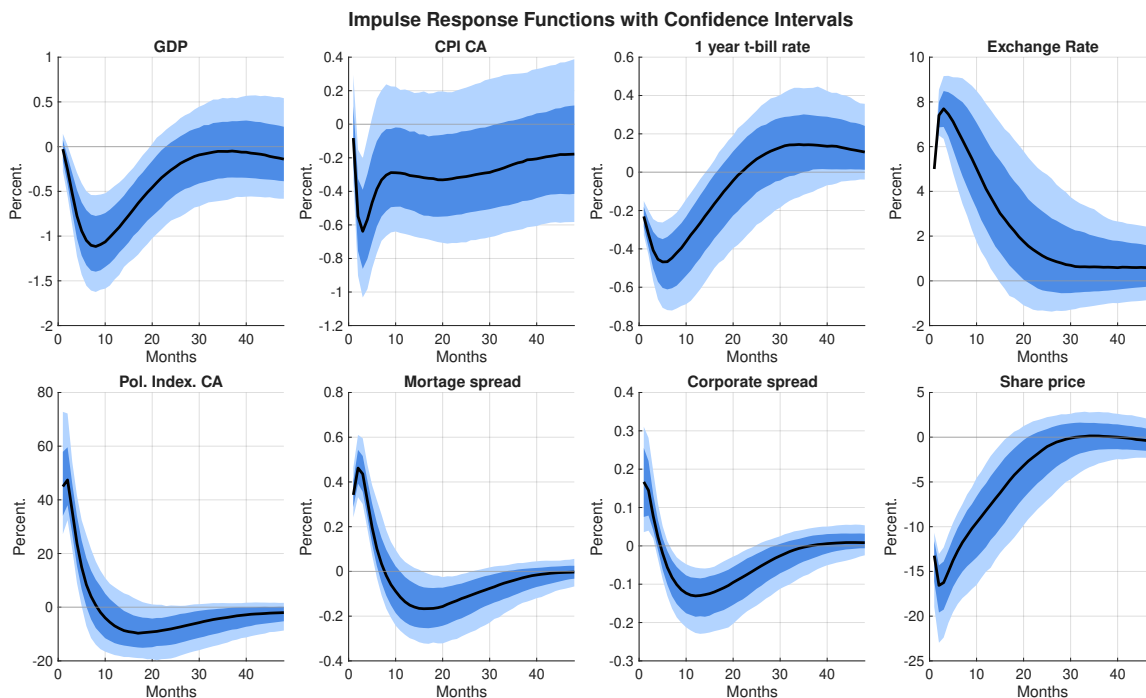 Impulse Response Functions with Confidence Intervals
GDP
1
0.5
0
-0.5
-1
-1.5
-2
Percent.
0 10 20 30 40
Months
CPI CA
0.4
0.2
0
-0.2
-0.4
-0.6
-0.8
-1
-1.2
Percent.
0 10 20 30 40
Months
1 year t-bill rate
0.6
0.4
0.2
0
-0.2
-0.4
-0.6
-0.8
Percent.
0 10 20 30 40
Months
Exchange Rate
10
8
6
4
2
0
-2
Percent.
0 10 20 30 40
Months
Pol. Index. CA
80
60
40
20
0
-20
Percent.
0 10 20 30 40
Months
Mortage spread
0.8
0.6
0.4
0.2
0
-0.2
-0.4
Percent.
0 10 20 30 40
Months
Corporate spread
0.4
0.3
0.2
0.1
0
-0.1
-0.2
-0.3
Percent.
0 10 20 30 40
Months
Share price
5
0
-5
-10
-15
-20
-25
Percent.
0 10 20 30 40
Months